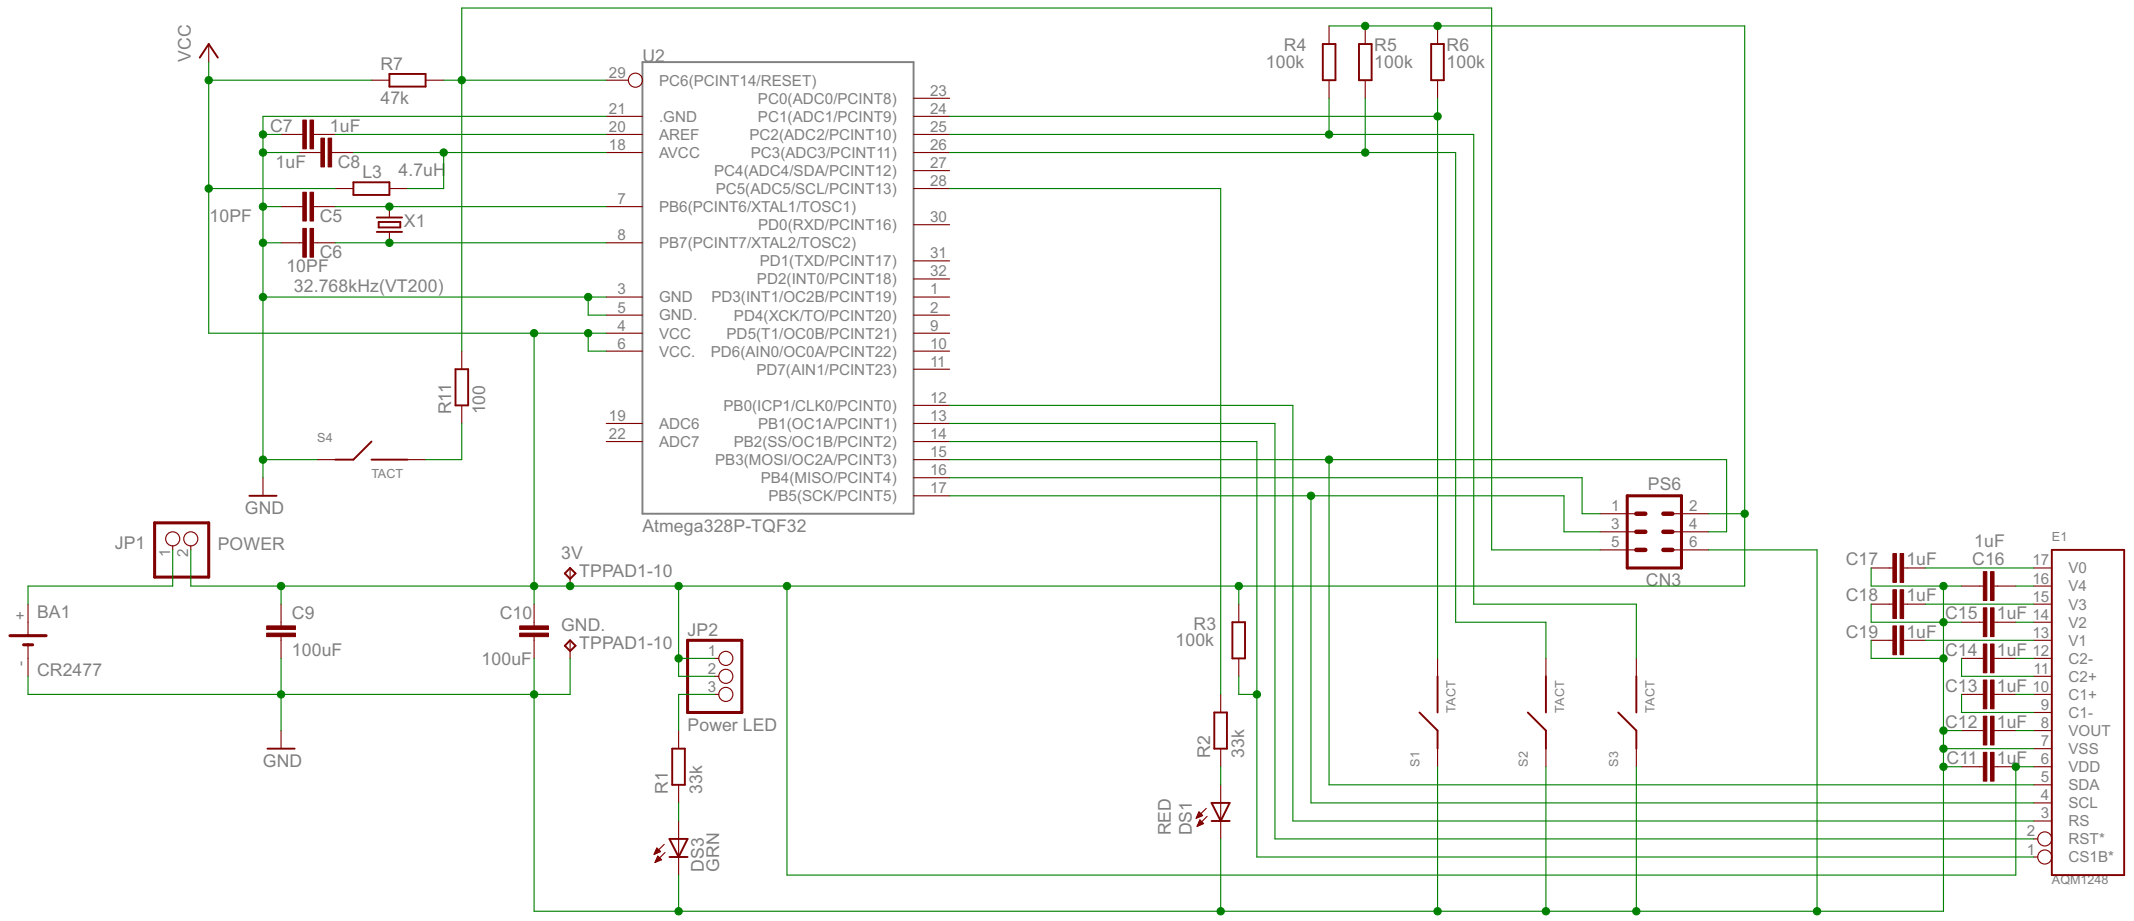 VCC
R7
47k
C7
1uF
1uF
C8
L3
4.7uH
10PF
C5
X1
C6
10PF
32.768kHz(VT200)
R11
100
S4
TACT
GND
U2
29
PC6(PCINT14/RESET)
21
.GND
20
AREF
18
AVCC
7
PB6(PCINT6/XTAL1/TOSC1)
8
PB7(PCINT7/XTAL2/TOSC2)
3
GND
5
GND.
4
VCC
6
VCC.
19
ADC6
22
ADC7
PC0(ADC0/PCINT8)
23
PC1(ADC1/PCINT9)
24
PC2(ADC2/PCINT10)
25
PC3(ADC3/PCINT11)
26
PC4(ADC4/SDA/PCINT12)
27
PC5(ADC5/SCL/PCINT13)
28
PD0(RXD/PCINT16)
30
PD1(TXD/PCINT17)
31
PD2(INT0/PCINT18)
32
PD3(INT1/OC2B/PCINT19)
1
PD4(XCK/TO/PCINT20)
2
PD5(T1/OC0B/PCINT21)
9
PD6(AIN0/OC0A/PCINT22)
10
PD7(AIN1/PCINT23)
11
PB0(ICP1/CLK0/PCINT0)
12
PB1(OC1A/PCINT1)
13
PB2(SS/OC1B/PCINT2)
14
PB3(MOSI/OC2A/PCINT3)
15
PB4(MISO/PCINT4)
16
PB5(SCK/PCINT5)
17
Atmega328P-TQF32
R4
100k
R5
100k
R6
100k
PS6
1
2
3
4
5
6
CN3
JP1
1
2
POWER
BA1
+
-
CR2477
C9
100uF
GND
C10
100uF
3V
TPPAD1-10
GND.
TPPAD1-10
JP2
1
2
3
Power LED
R1
33k
DS3
GRN
R3
100k
R2
33k
RED
DS1
S1
TACT
S2
TACT
S3
TACT
E1
C17
1uF
1uF
C16
C18
1uF
C15
1uF
C19
1uF
C14
1uF
C13
1uF
C12
1uF
C11
1uF
17
V0
16
V4
15
V3
14
V2
13
V1
12
C2-
11
C2+
10
C1+
9
C1-
8
VOUT
7
VSS
6
VDD
5
SDA
4
SCL
3
RS
2
RST*
1
CS1B*
AQM1248